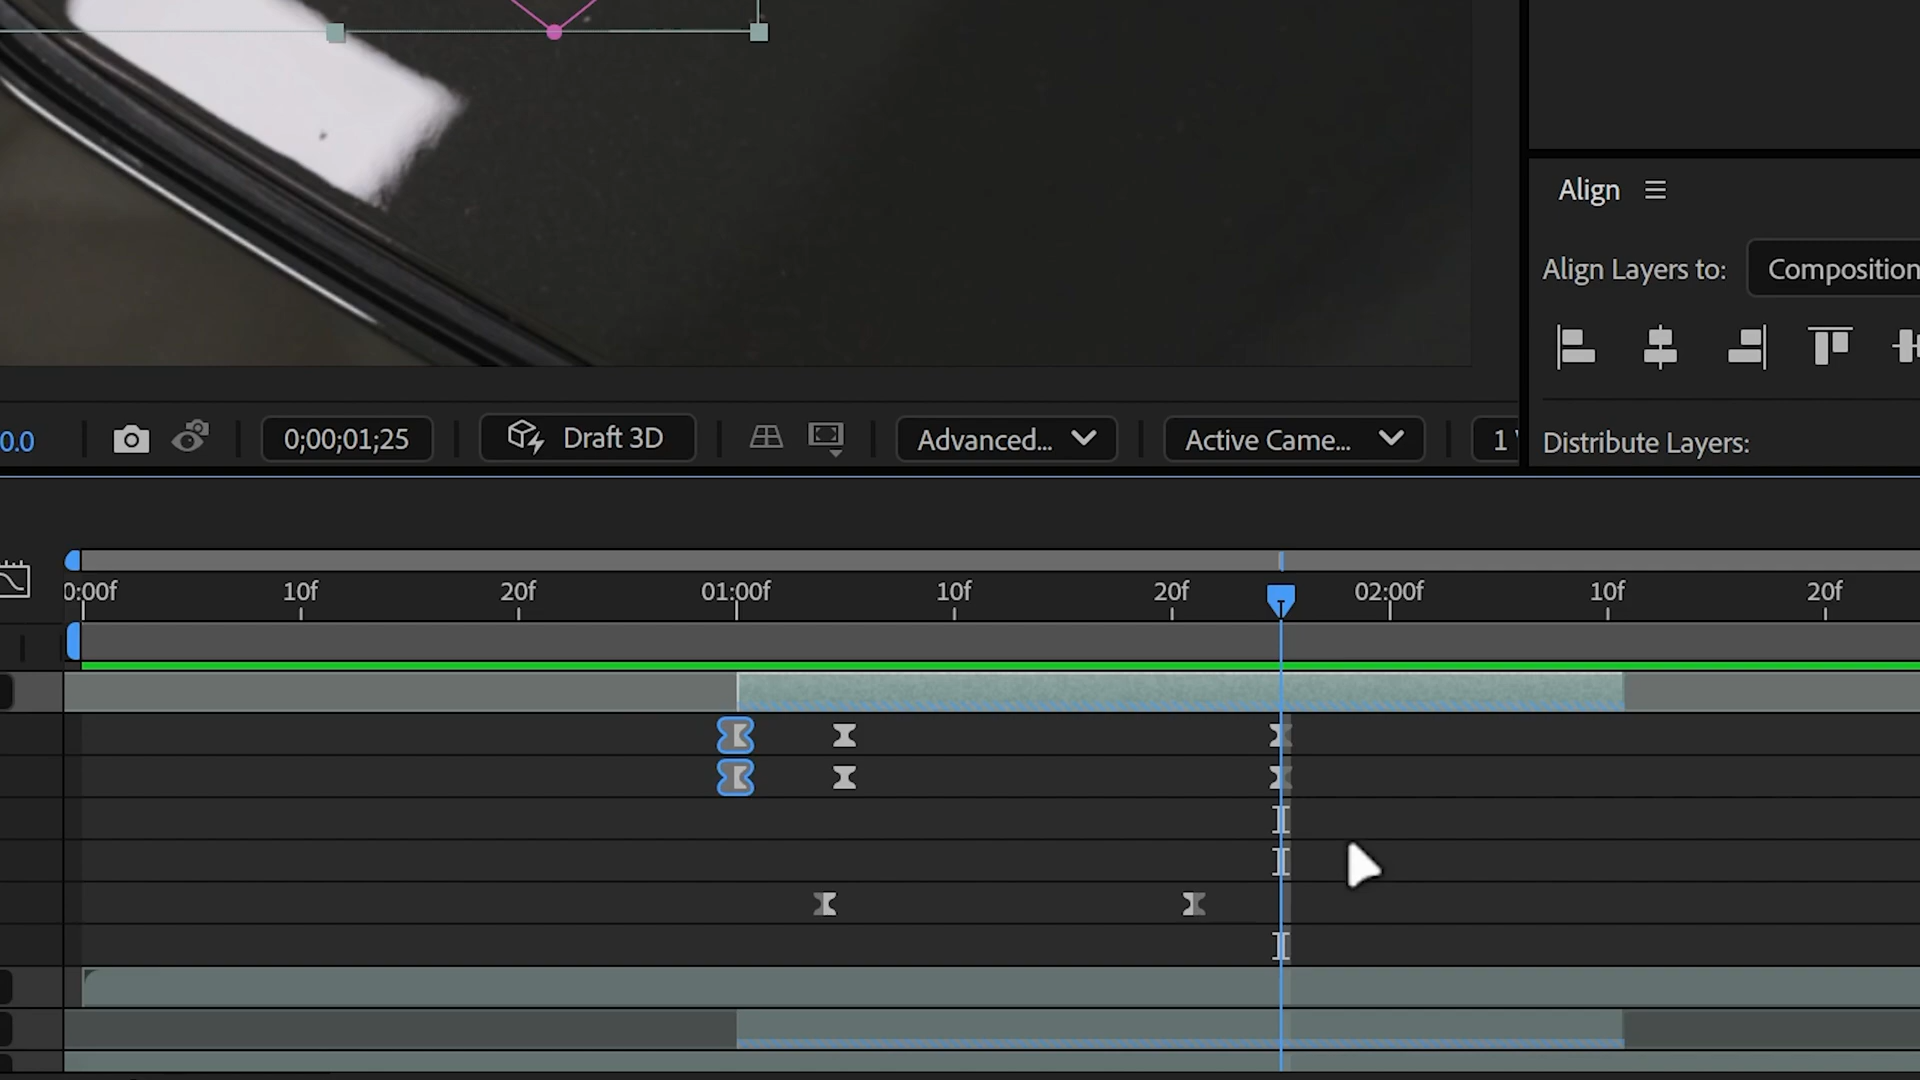 Align
Align Layers to:
Composition
0.0
0;00;01;25
Draft 3D
Advanced...
Active Came...
1
Distribute Layers:
0:00f
10f
20f
01:00f
10f
20f
02:00f
10f
20f